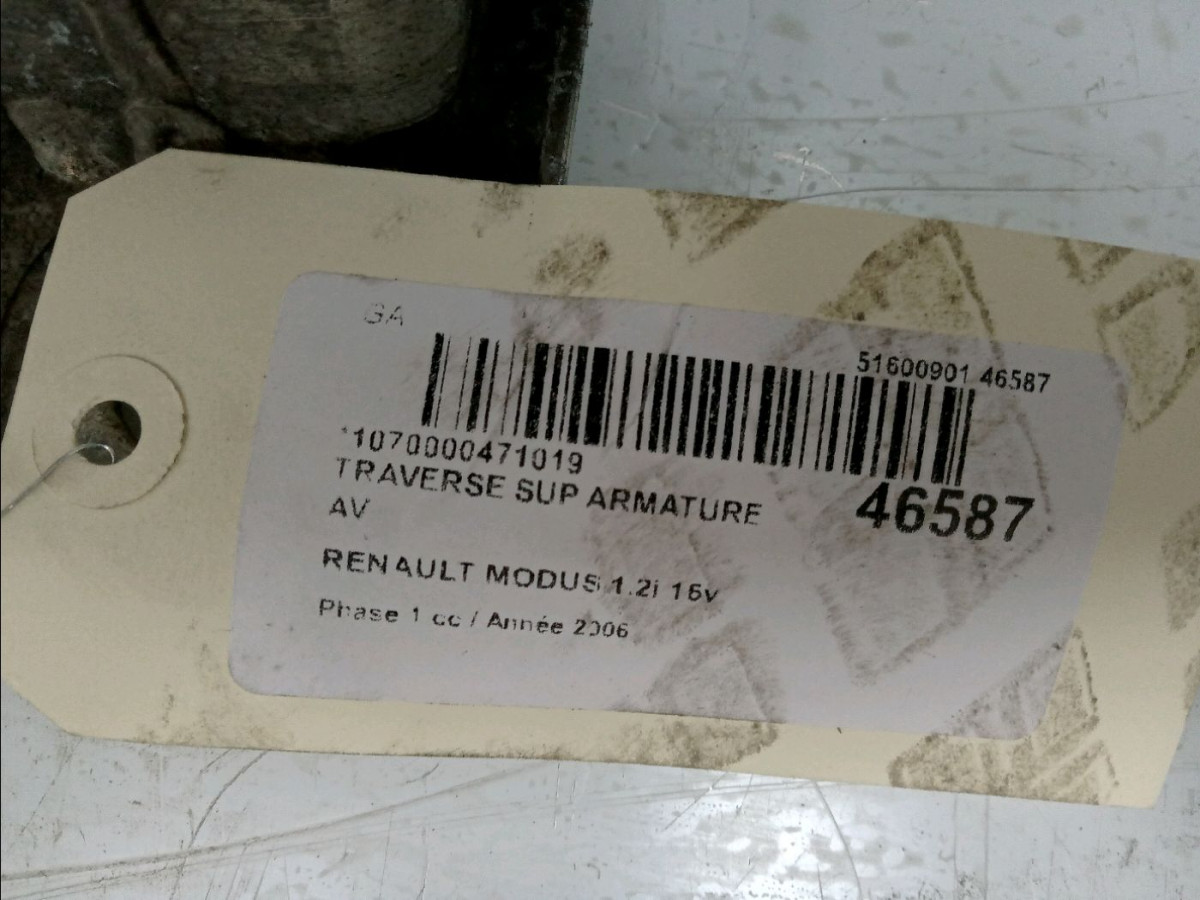 GA
51600901 46587
*1070000471019
TRAVERSE SUP ARMATURE
46587
AV
RENAULT MODUS 1.2i 16v
Phase 1 cc / Année 2006